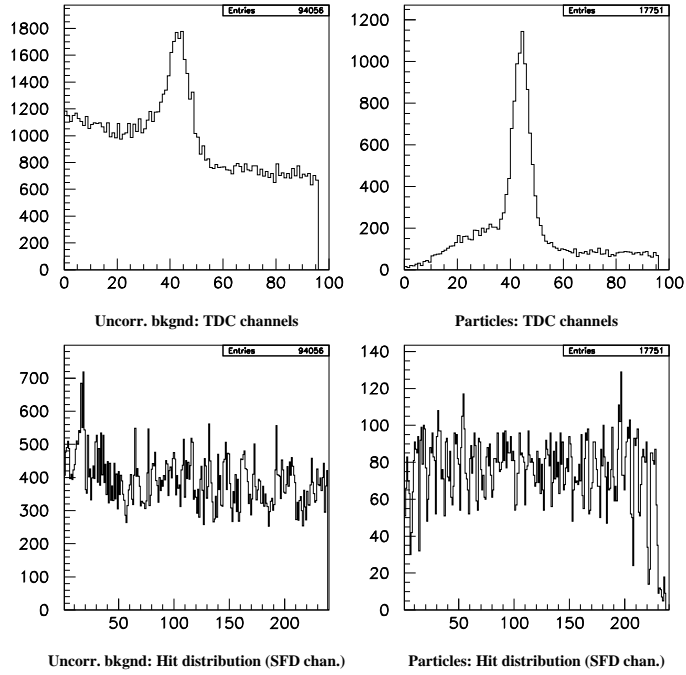 Entries 94056
1800
1600
1400
1200
1000
800
600
400
200
0
0 20 40 60 80 100
Uncorr. bkgnd: TDC channels
Entries 17751
1200
1000
800
600
400
200
0
0 20 40 60 80 100
Particles: TDC channels
Entries 94056
700
600
500
400
300
200
100
0
50 100 150 200
Uncorr. bkgnd: Hit distribution (SFD chan.)
Entries 17751
140
120
100
80
60
40
20
0
50 100 150 200
Particles: Hit distribution (SFD chan.)